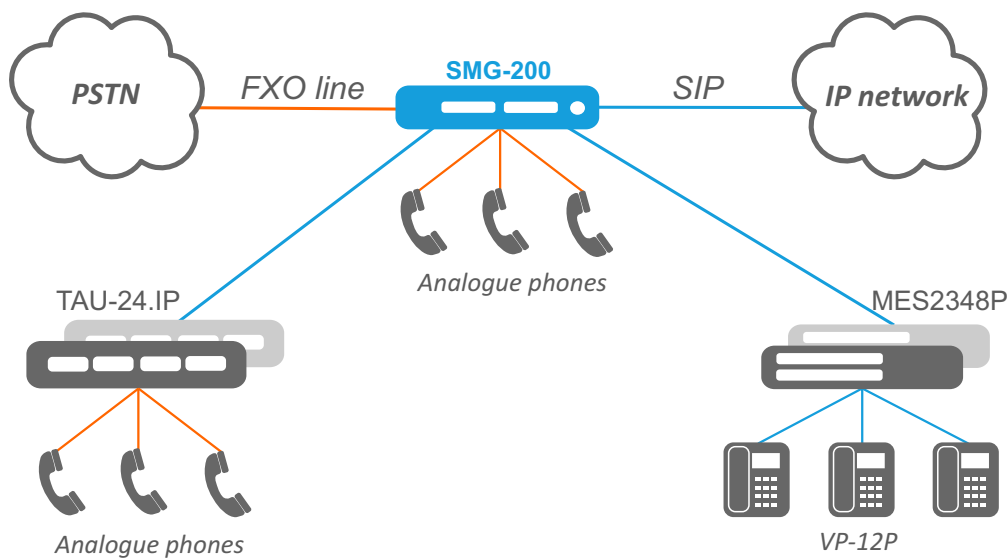 SMG-200
PSTN
FXO line
SIP
IP network
Analogue phones
TAU-24.IP
MES2348P
Analogue phones
VP-12P